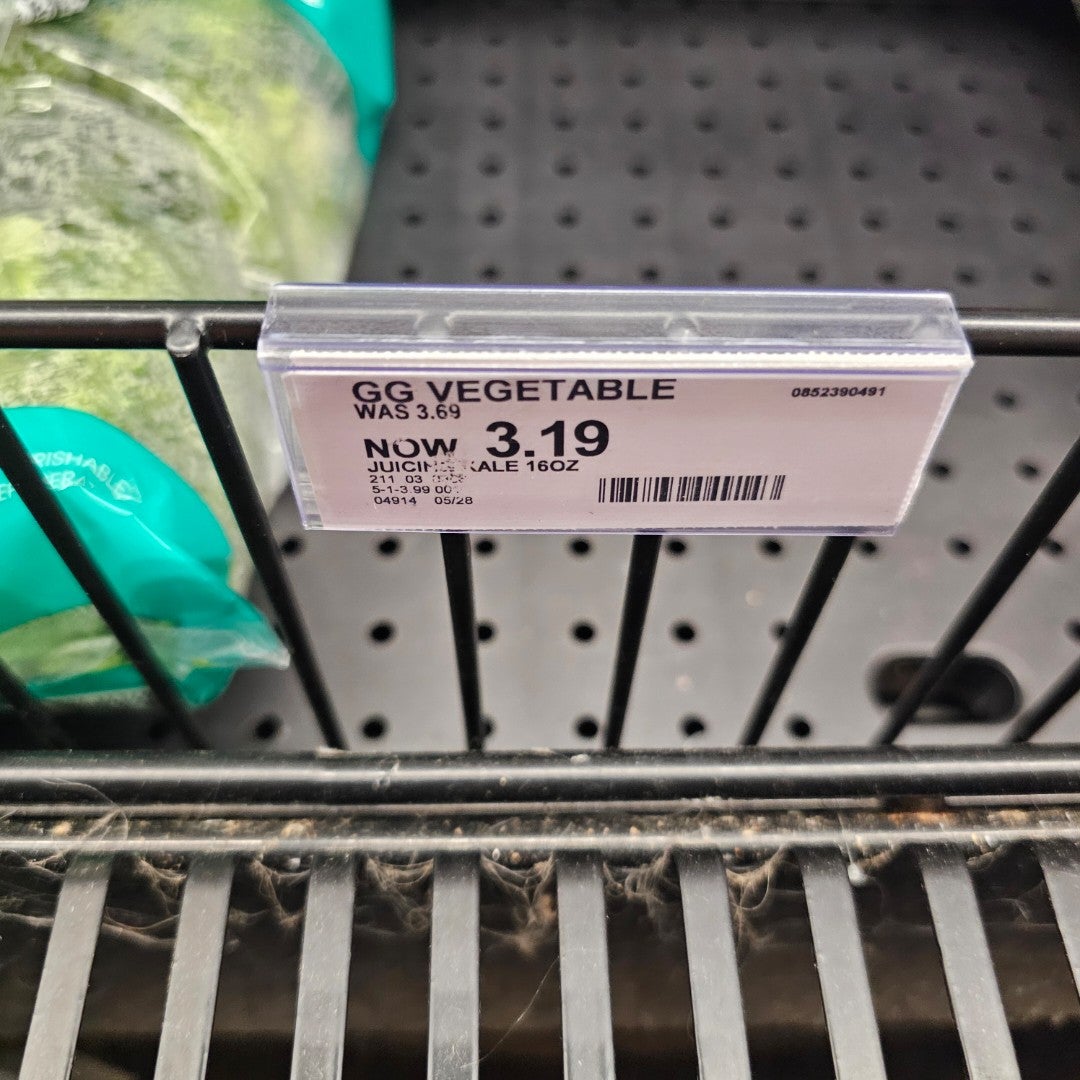 GG VEGETABLE
0852390491
WAS 3.69
NOW 3.19
KALE 16OZ
211 03
5-1-3.99
04914 05/28